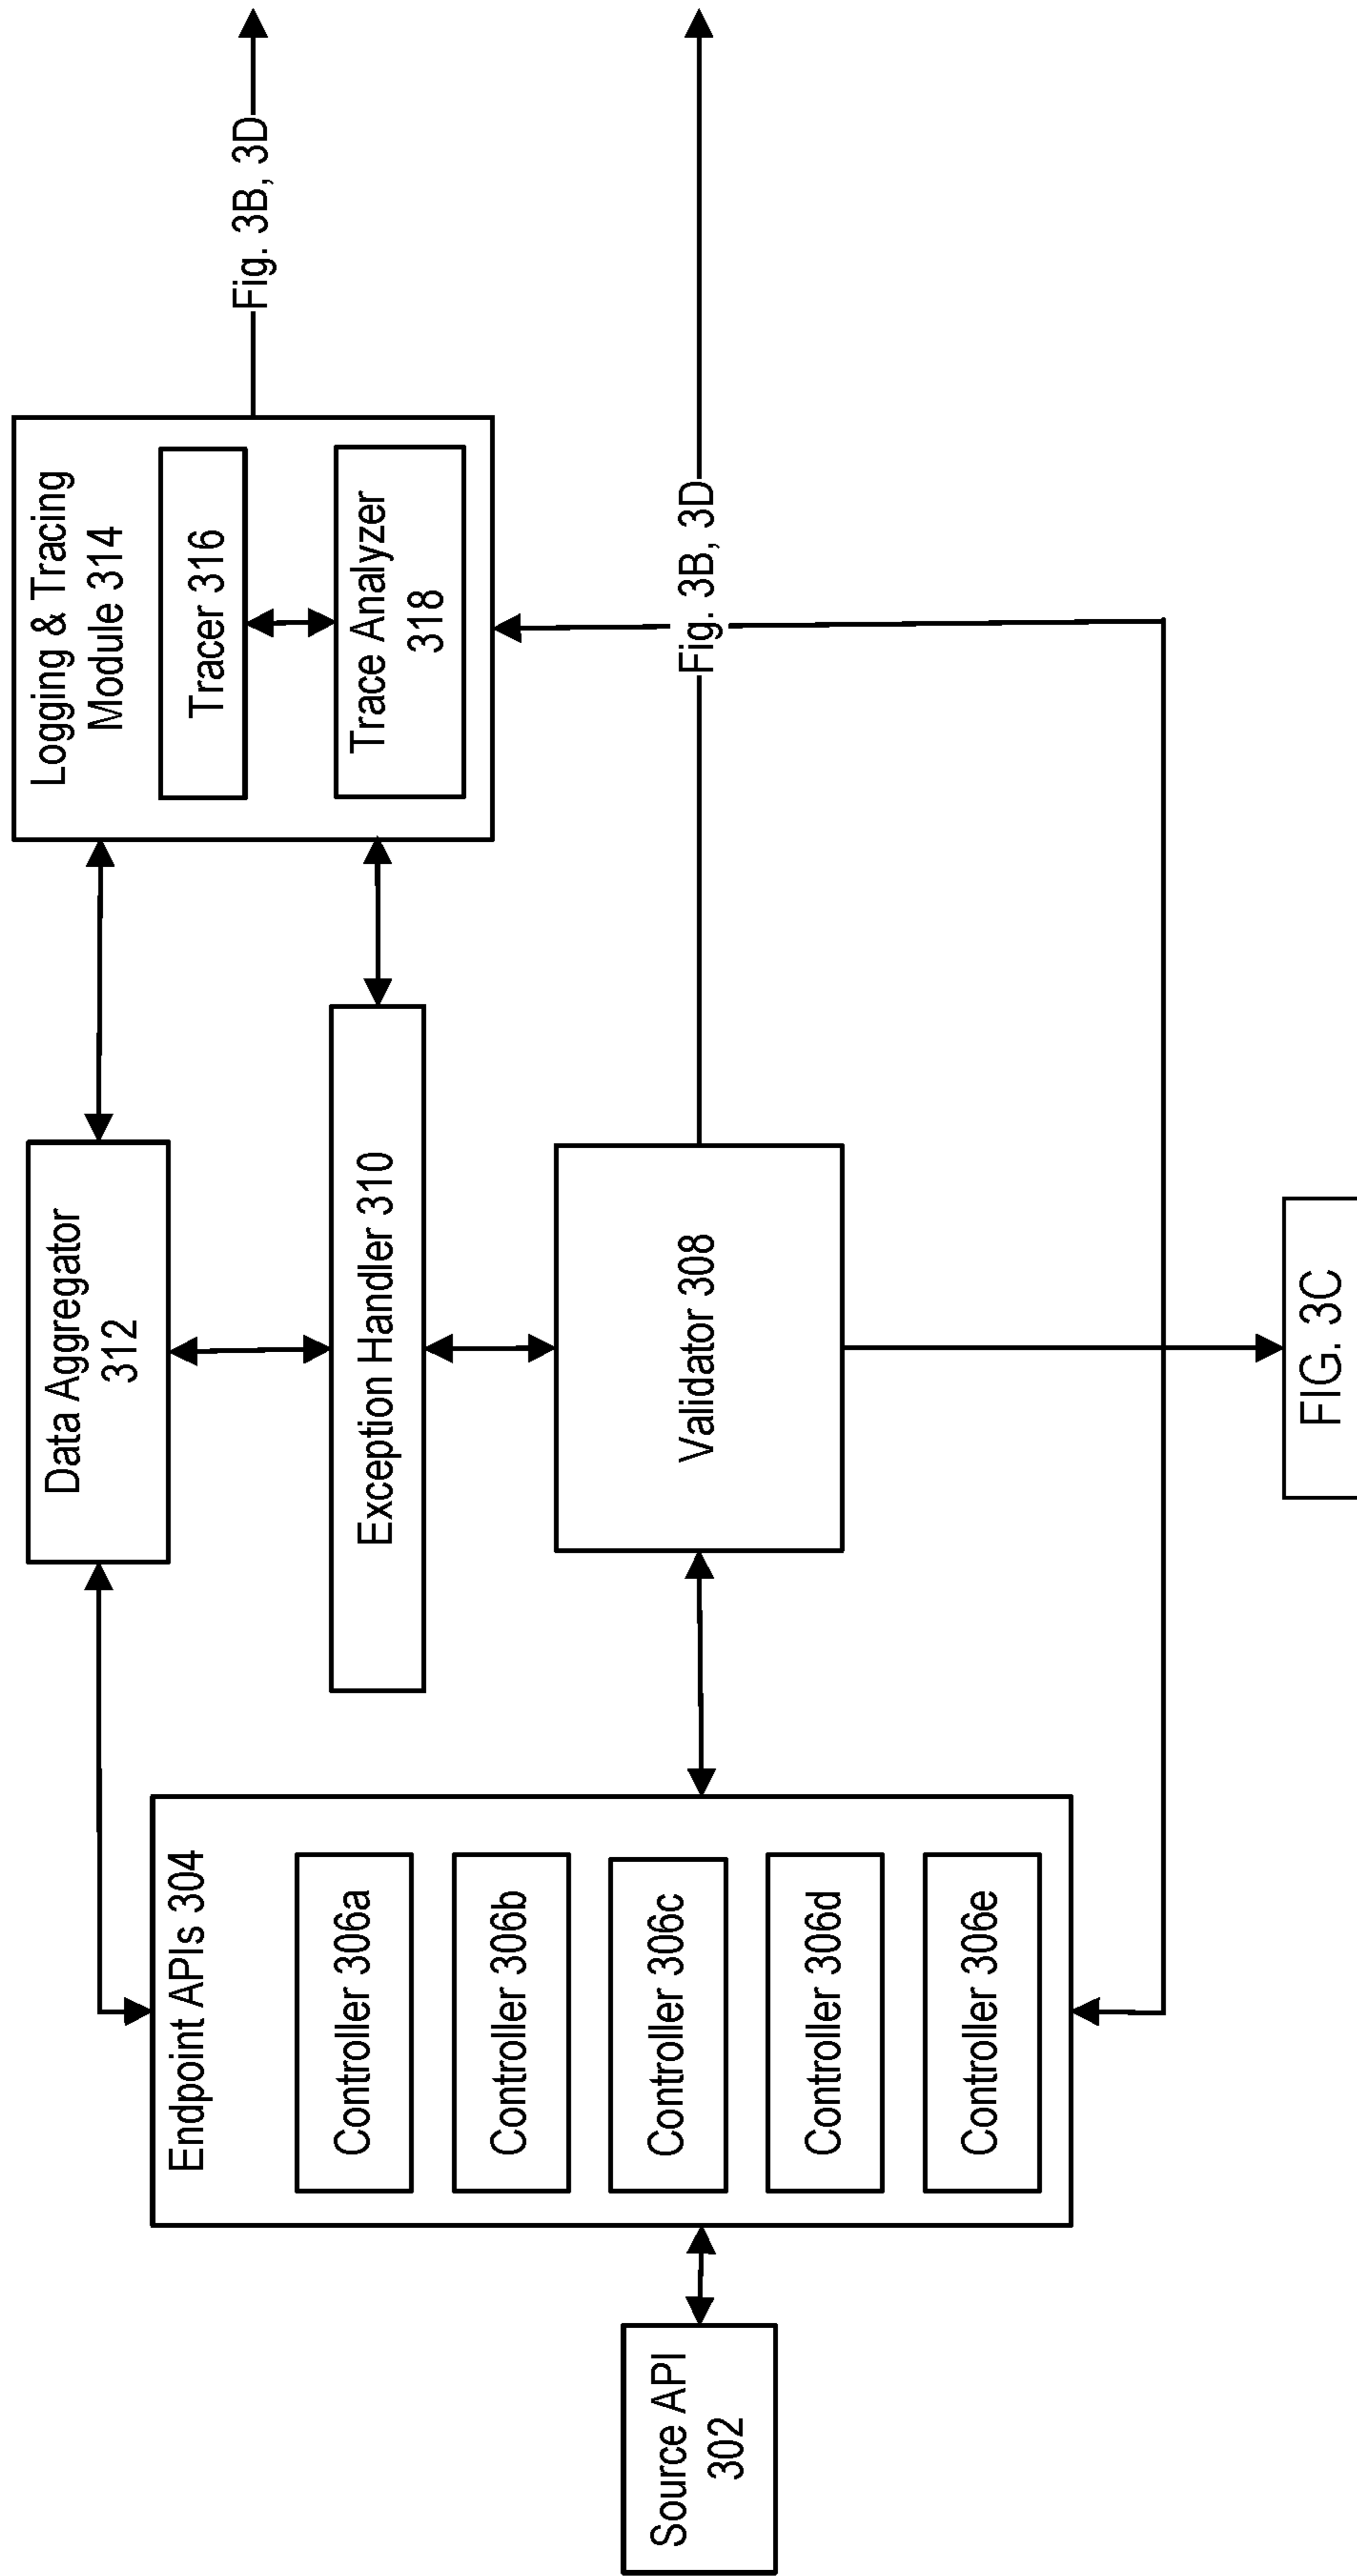 Source API
302
Endpoint APIs 304
Controller 306a
Controller 306b
Controller 306c
Controller 306d
Controller 306e
Data Aggregator
312
Exception Handler 310
Validator 308
Logging & Tracing
Module 314
Tracer 316
Trace Analyzer
318
Fig. 3B, 3D
Fig. 3B, 3D
FIG. 3C